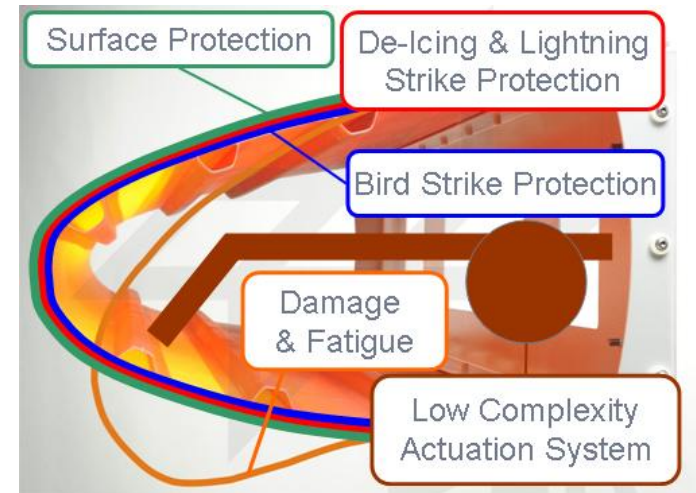 Surface Protection
De-Icing & Lightning
Strike Protection
Bird Strike Protection
Damage
& Fatigue
Low Complexity
Actuation System